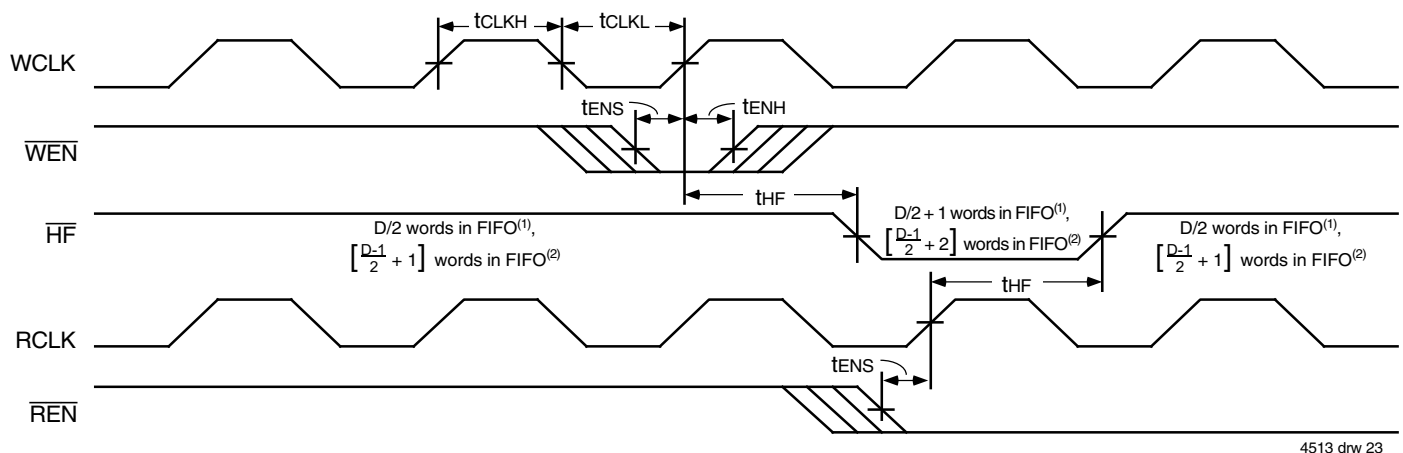 tCLKH tCLKL
WCLK
tENS tENH
WEN
tHF
HF
D/2 words in FIFO(1),
[D-1/2 + 1] words in FIFO(2)
D/2 + 1 words in FIFO(1),
[D-1/2 + 2] words in FIFO(2)
D/2 words in FIFO(1),
[D-1/2 + 1] words in FIFO(2)
tHF
RCLK
tENS
REN
4513 drw 23